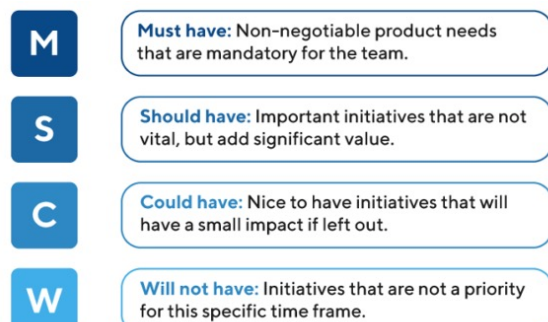 M
Must have: Non-negotiable product needs
that are mandatory for the team.
S
Should have: Important initiatives that are not
vital, but add significant value.
C
Could have: Nice to have initiatives that will
have a small impact if left out.
W
Will not have: Initiatives that are not a priority
for this specific time frame.